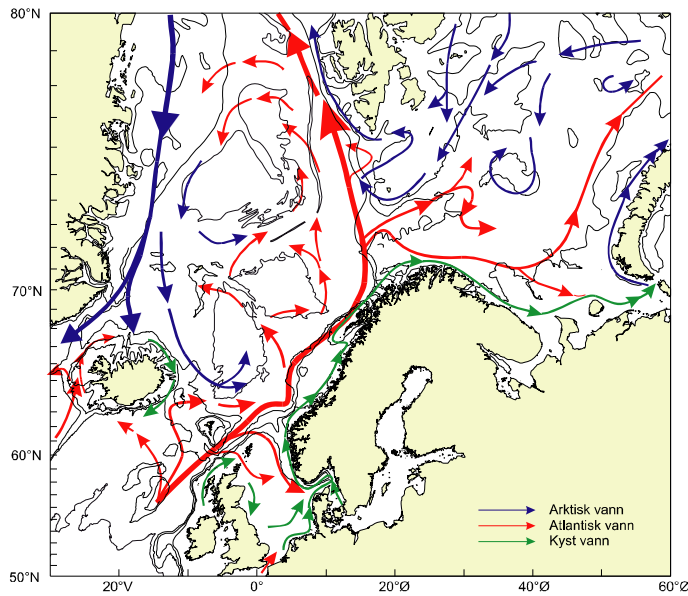 80°N
70°N
60°N
50°N
20°V
0°
20°Ø
40°Ø
60°Ø
Arktisk vann
Atlantisk vann
Kyst vann